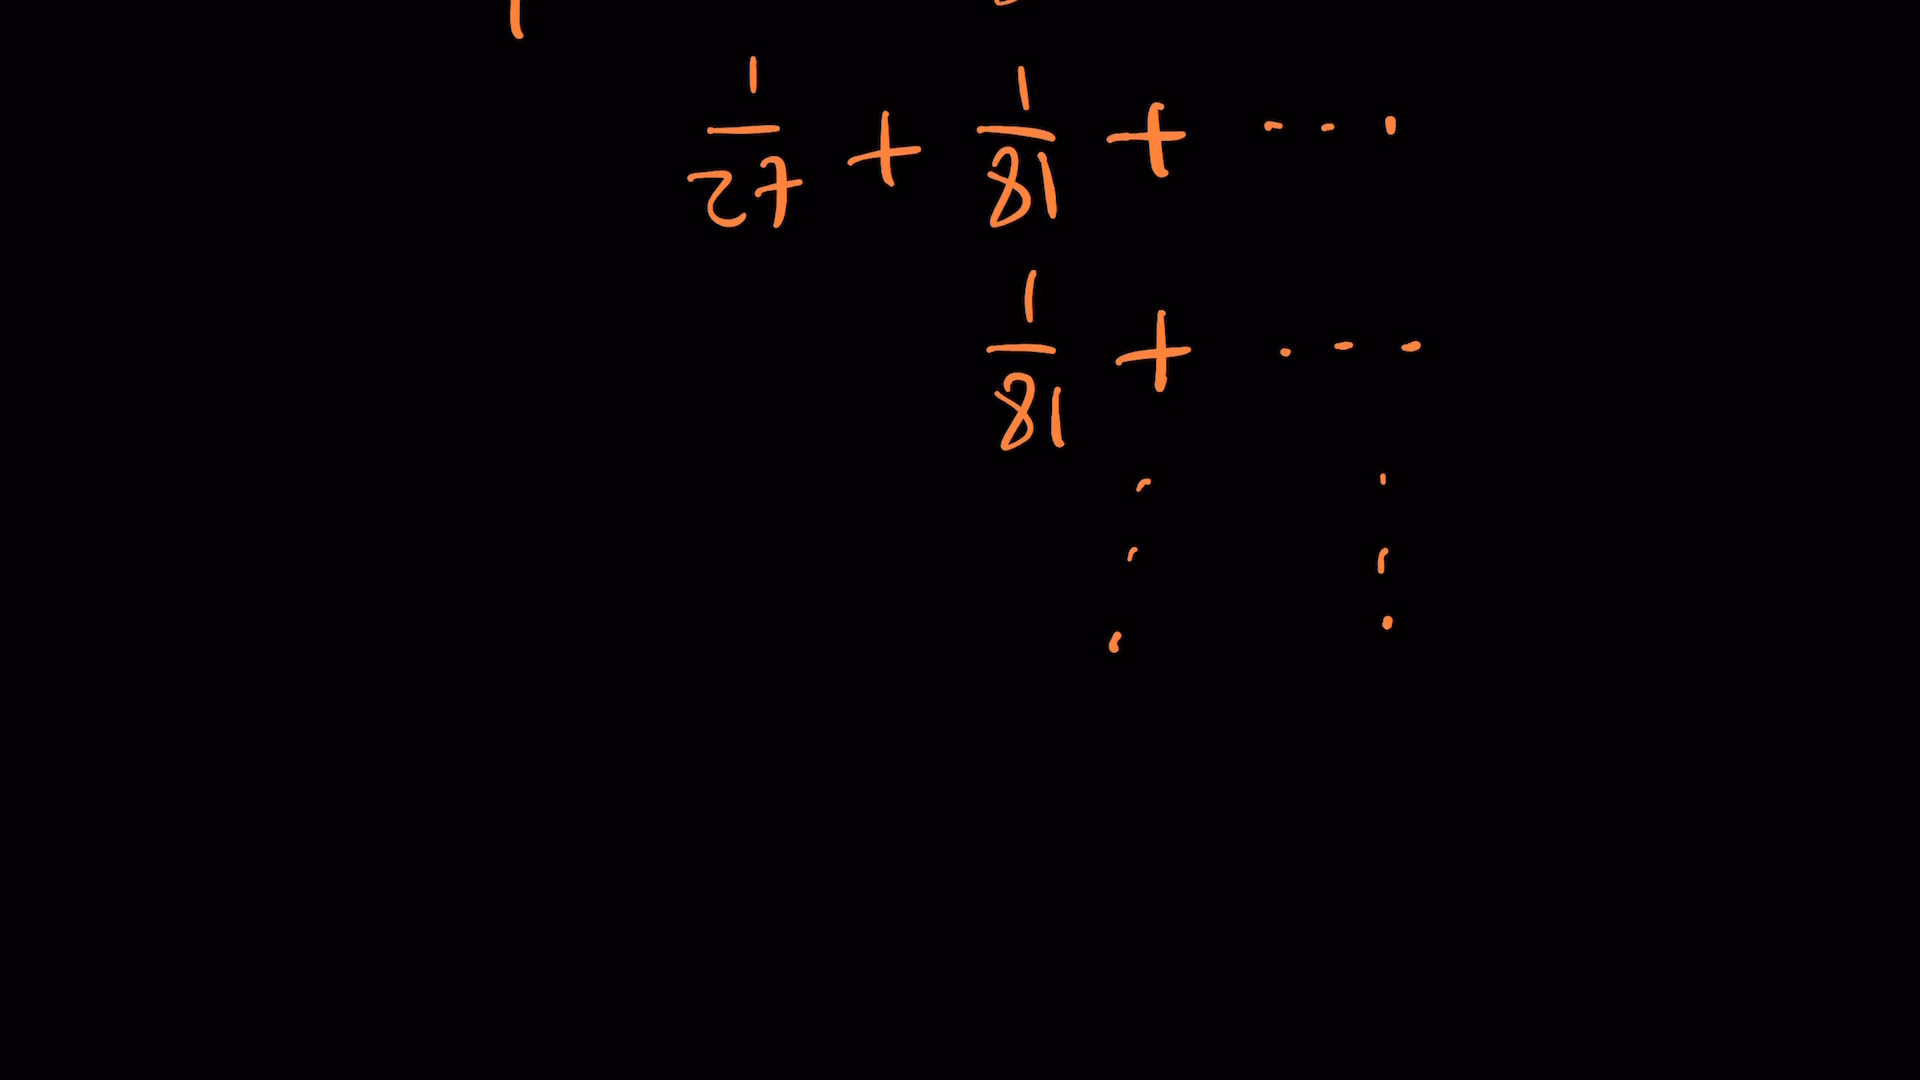 1/27 + 1/81 + ...
1/81 + ...